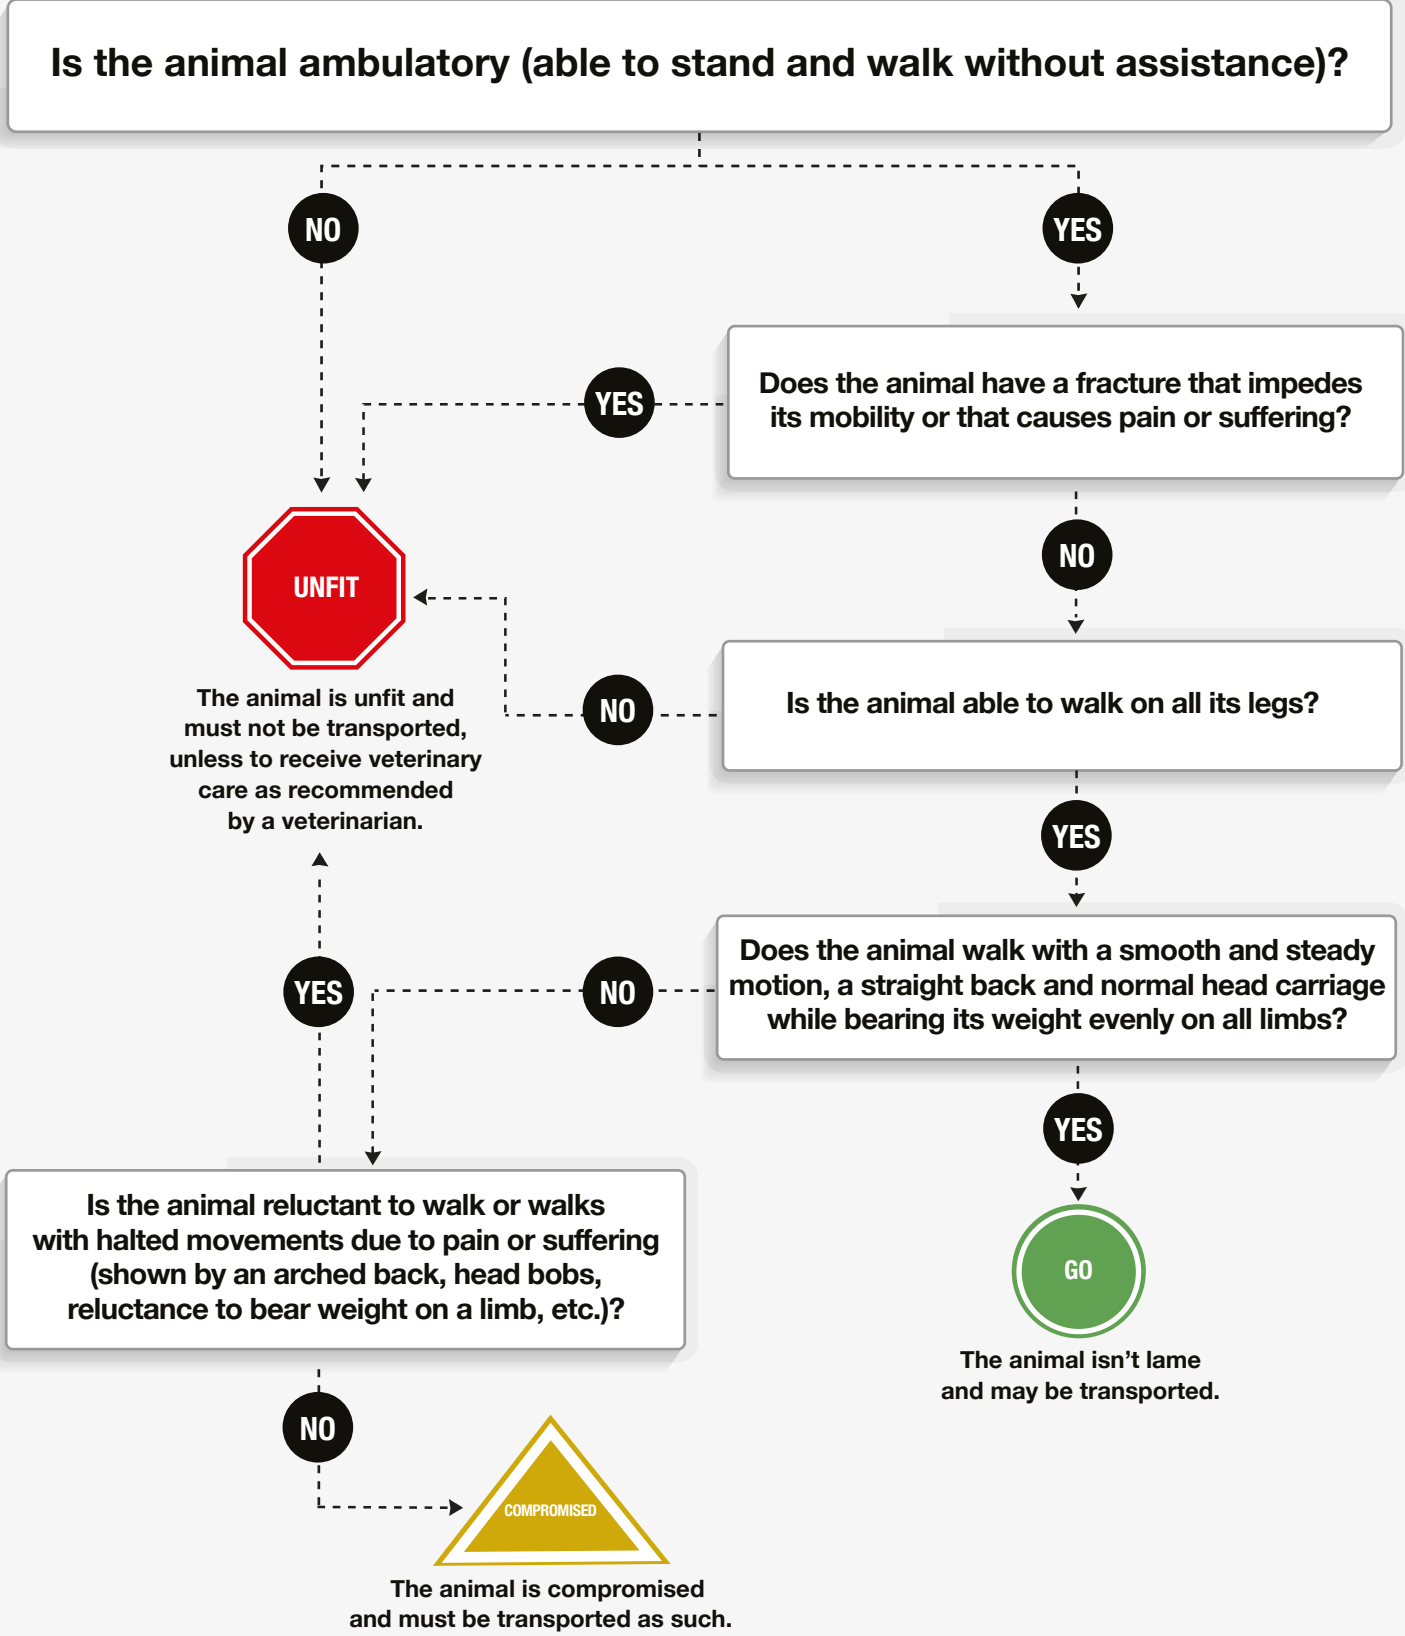 Is the animal ambulatory (able to stand and walk without assistance)?
NO
YES
Does the animal have a fracture that impedes
its mobility or that causes pain or suffering?
YES
NO
UNFIT
The animal is unfit and
must not be transported,
unless to receive veterinary
care as recommended
by a veterinarian.
Is the animal able to walk on all its legs?
NO
YES
Does the animal walk with a smooth and steady
motion, a straight back and normal head carriage
while bearing its weight evenly on all limbs?
YES
NO
YES
Is the animal reluctant to walk or walks
with halted movements due to pain or suffering
(shown by an arched back, head bobs,
reluctance to bear weight on a limb, etc.)?
GO
The animal isn’t lame
and may be transported.
NO
COMPROMISED
The animal is compromised
and must be transported as such.